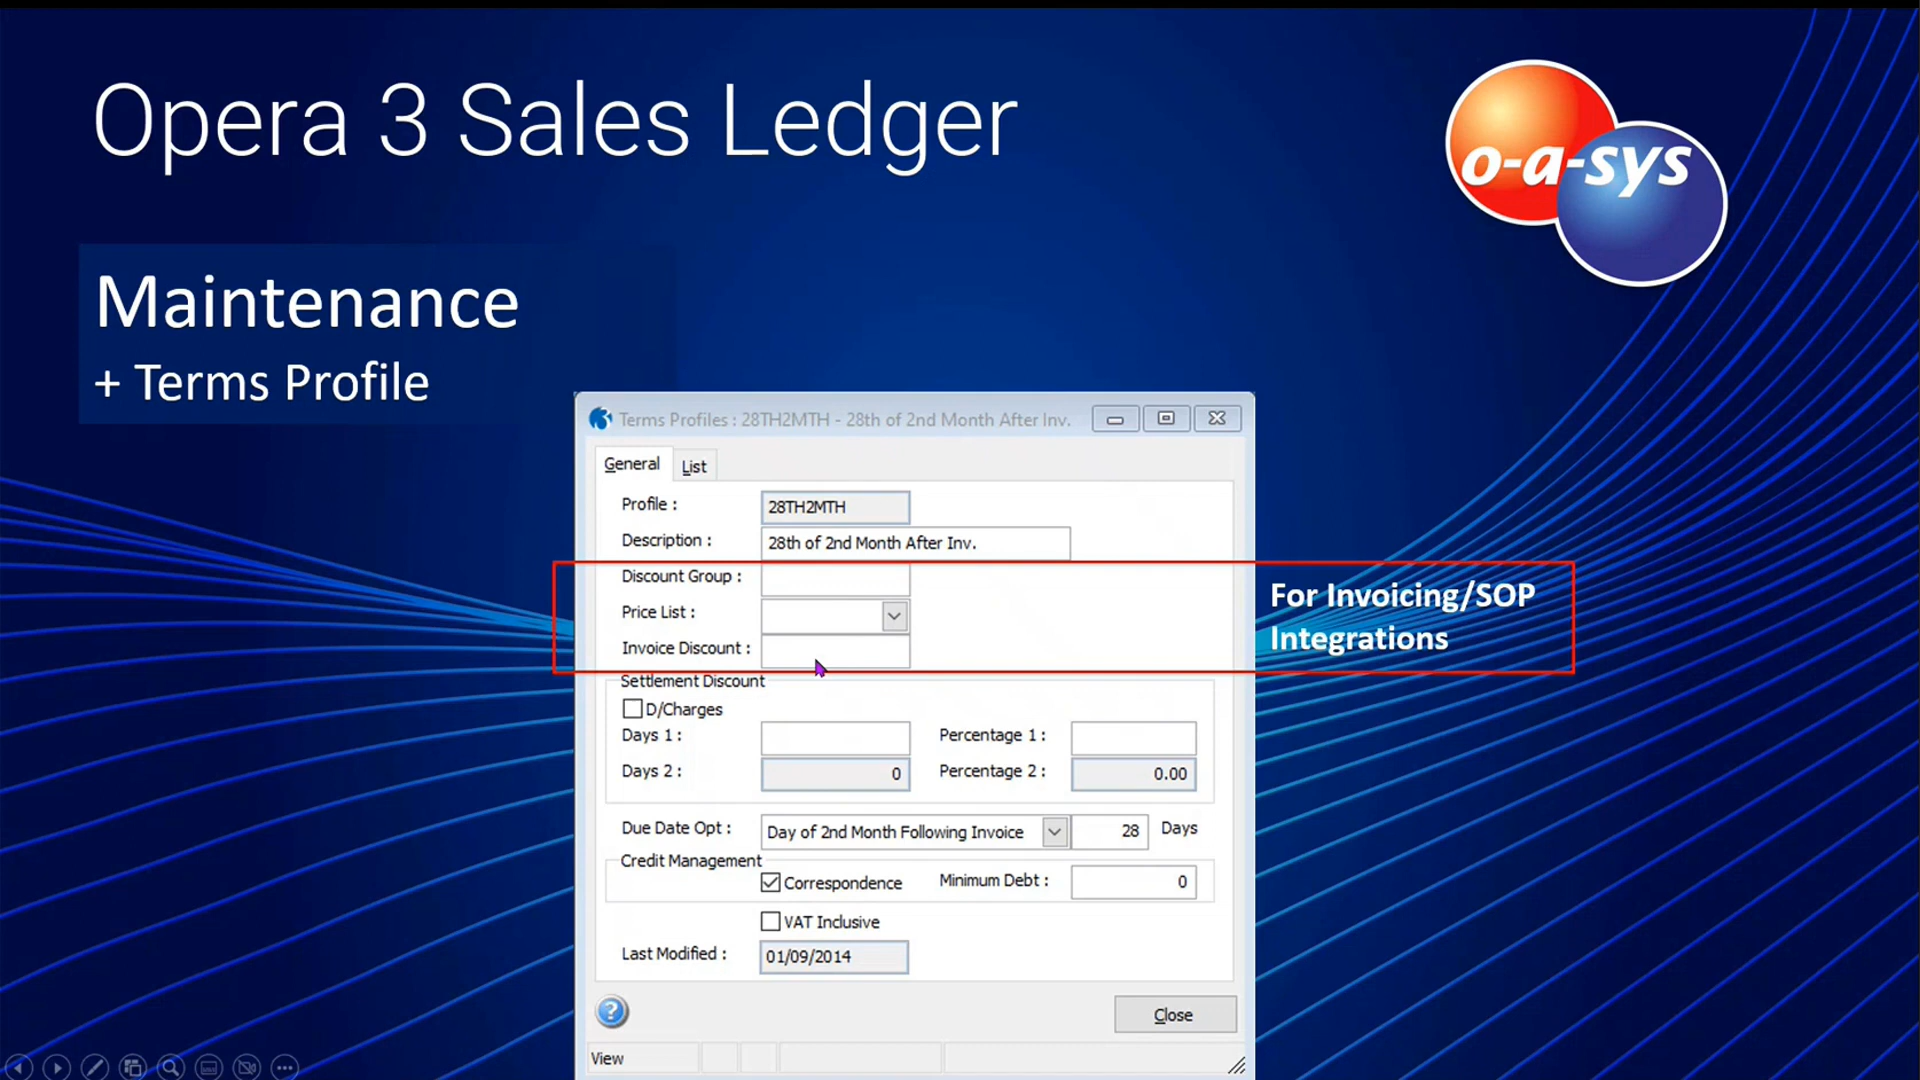 Opera 3 Sales Ledger
o-a-sys
Maintenance
+ Terms Profile
Terms Profiles : 28TH2MTH - 28th of 2nd Month After Inv.
General List
Profile : 28TH2MTH
Description : 28th of 2nd Month After Inv.
Discount Group :
Price List :
Invoice Discount :
For Invoicing/SOP
Integrations
Settlement Discount
D/Charges
Days 1 : Percentage 1 :
Days 2 : 0 Percentage 2 : 0.00
Due Date Opt : Day of 2nd Month Following Invoice 28 Days
Credit Management
Correspondence Minimum Debt : 0
VAT Inclusive
Last Modified : 01/09/2014
Close
View